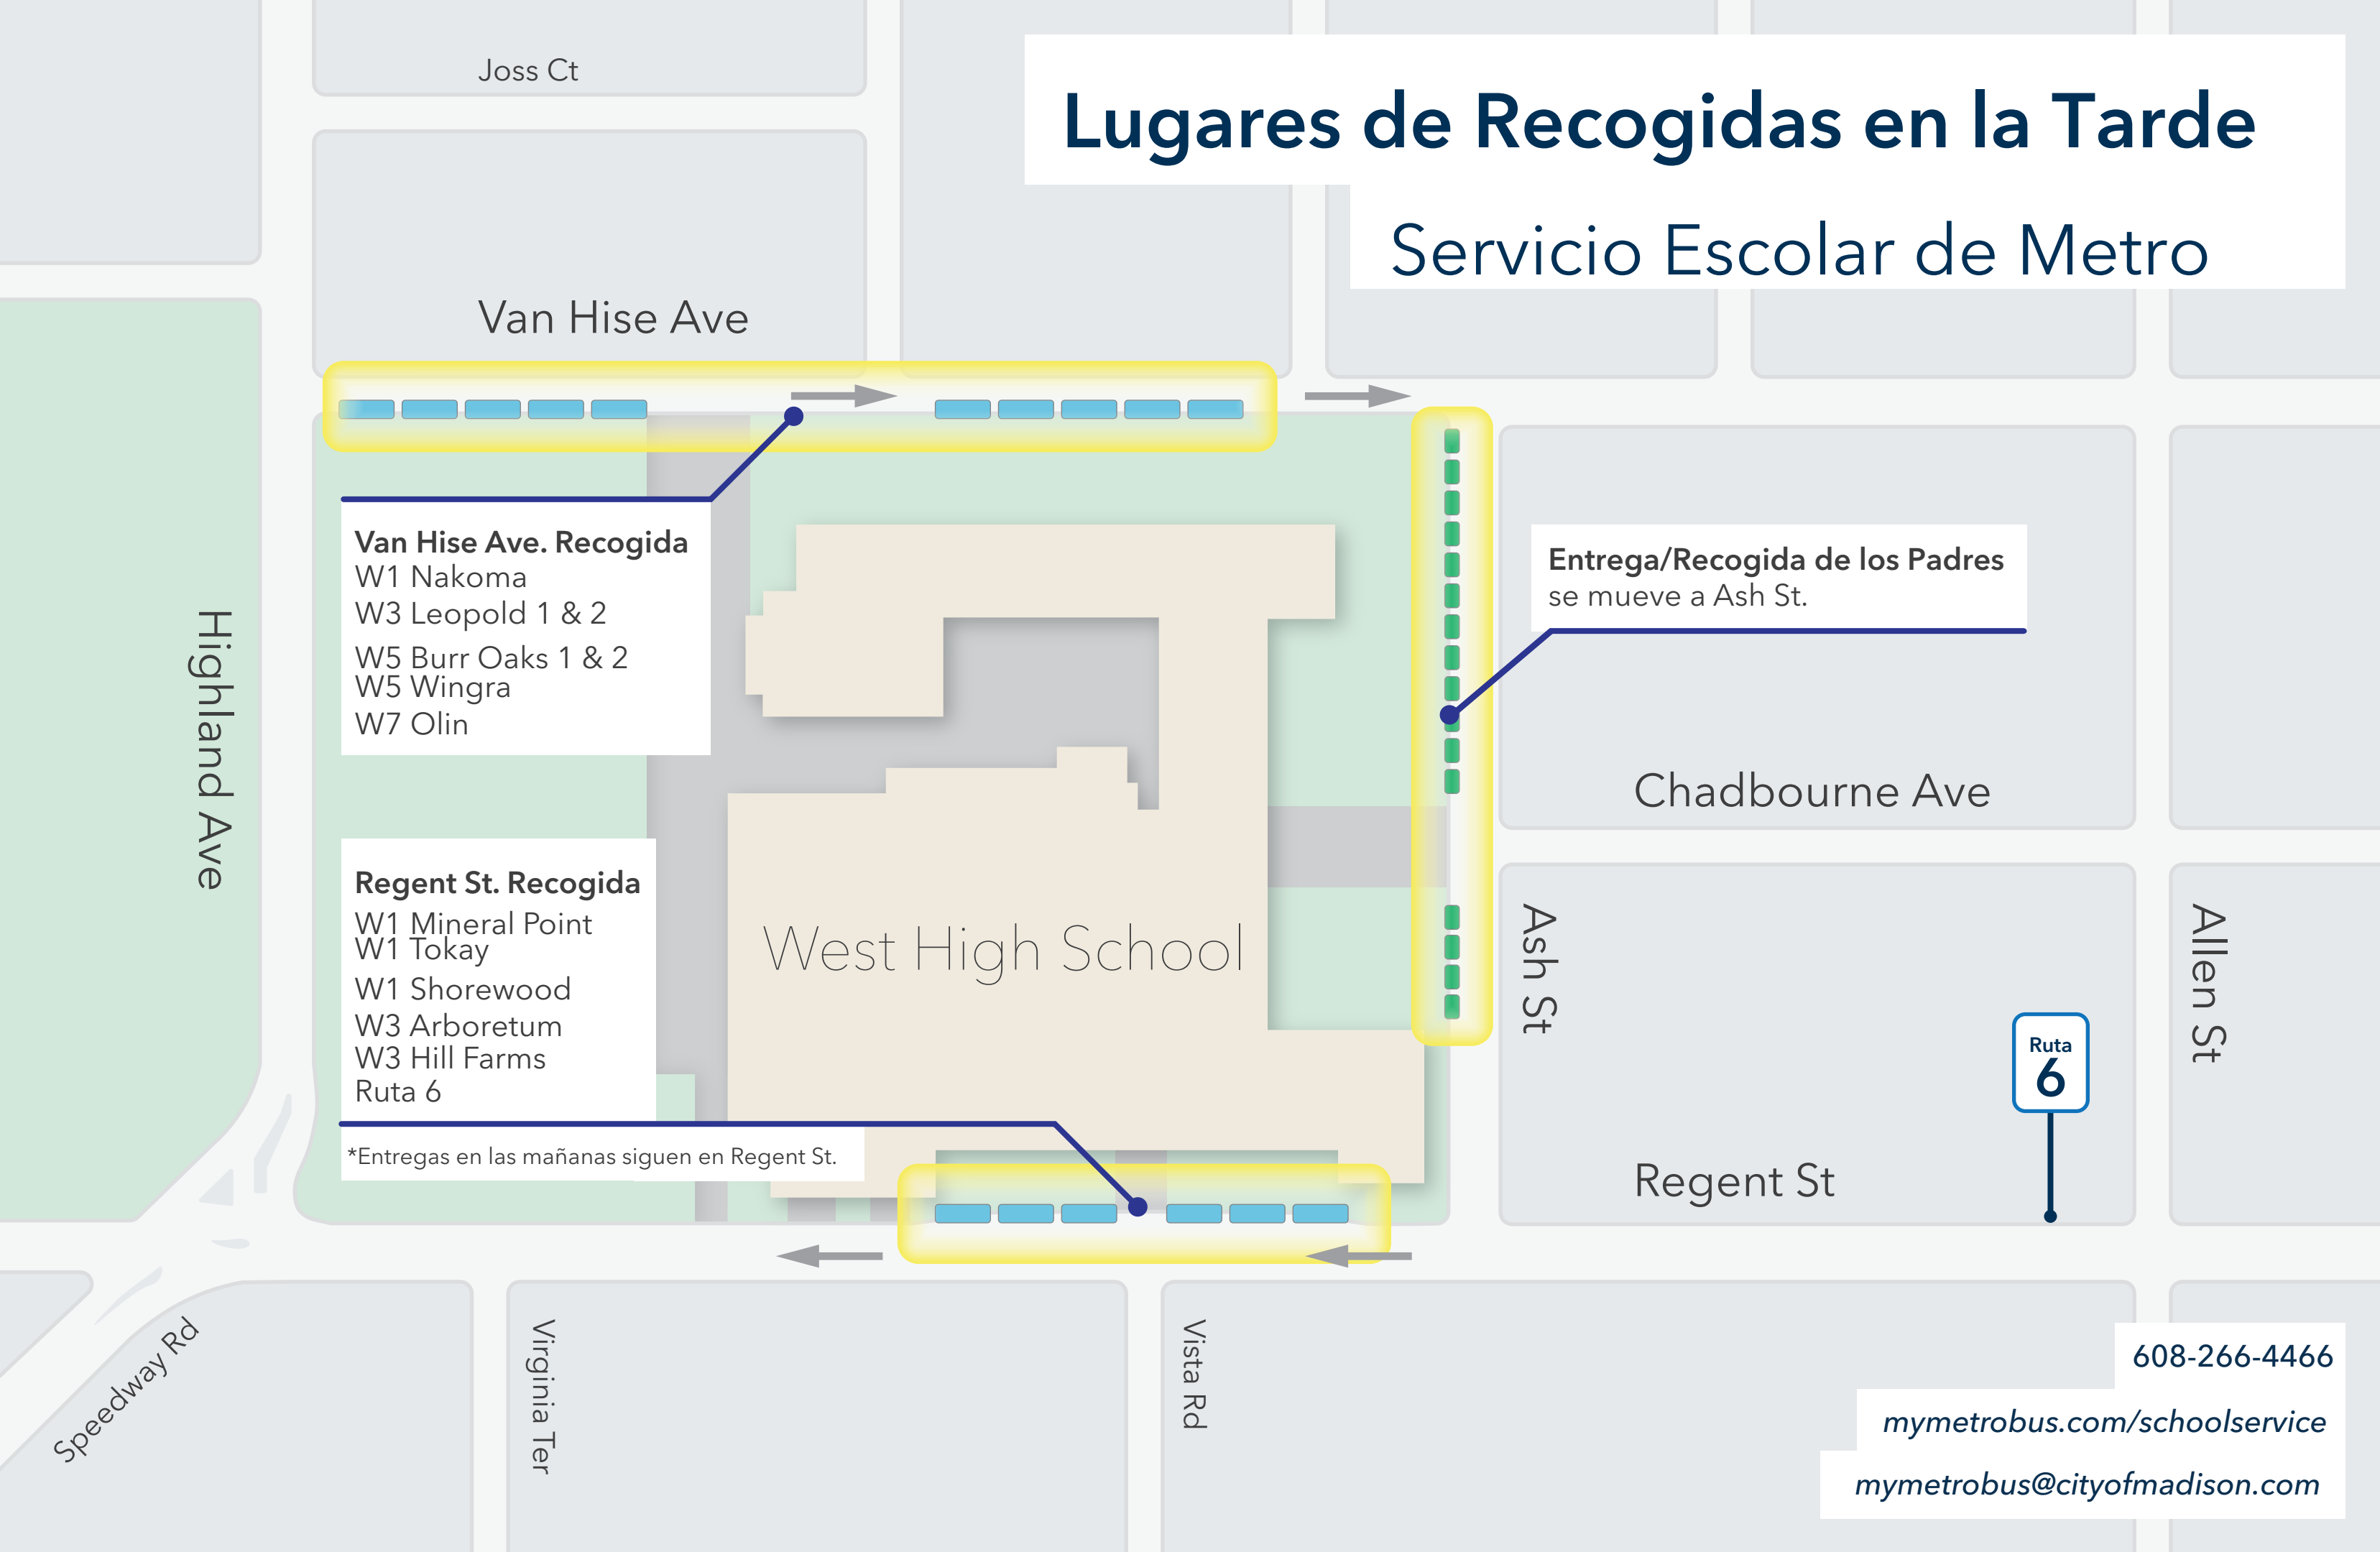 Joss Ct
Lugares de Recogidas en la Tarde
Servicio Escolar de Metro
Van Hise Ave
Van Hise Ave. Recogida
W1 Nakoma
W3 Leopold 1 & 2
W5 Burr Oaks 1 & 2
W5 Wingra
W7 Olin
Entrega/Recogida de los Padres
se mueve a Ash St.
Highland Ave
Chadbourne Ave
Regent St. Recogida
W1 Mineral Point
W1 Tokay
W1 Shorewood
W3 Arboretum
W3 Hill Farms
Ruta 6
*Entregas en las mañanas siguen en Regent St.
West High School
Ash St
Allen St
Ruta
6
Regent St
Speedway Rd
Virginia Ter
Vista Rd
608-266-4466
mymetrobus.com/schoolservice
mymetrobus@cityofmadison.com